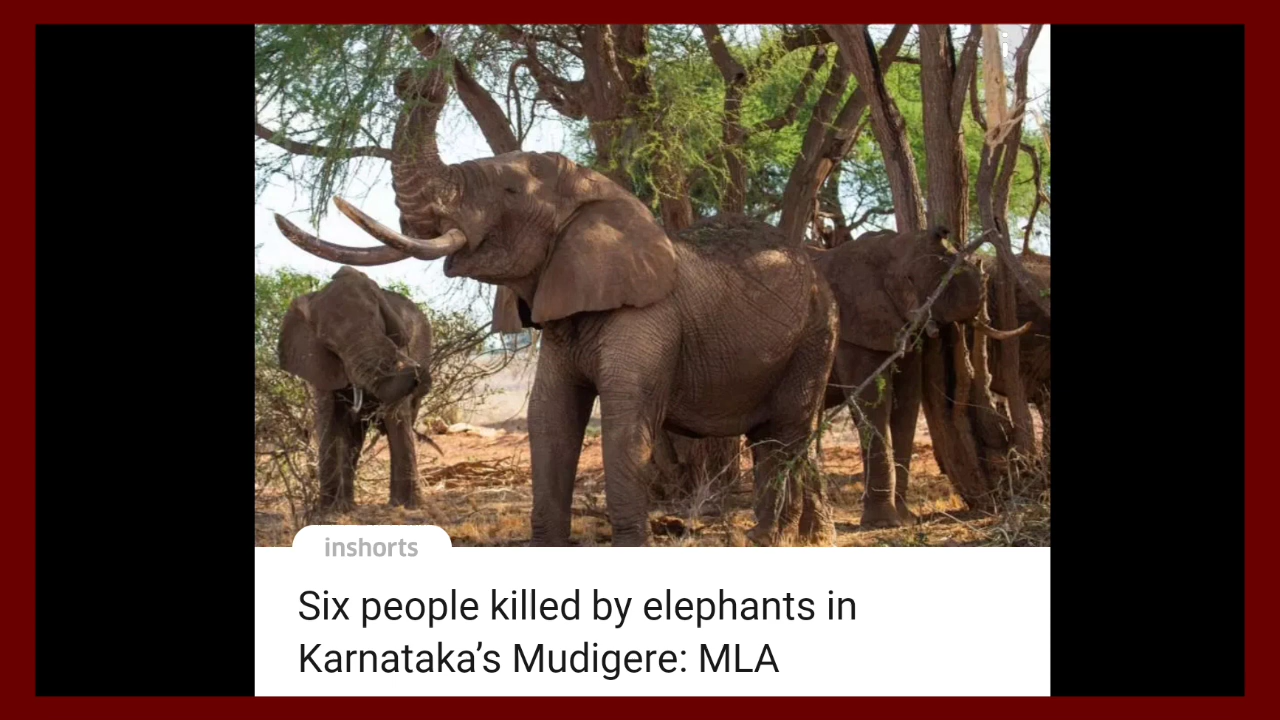 inshorts
Six people killed by elephants in
Karnataka’s Mudigere: MLA